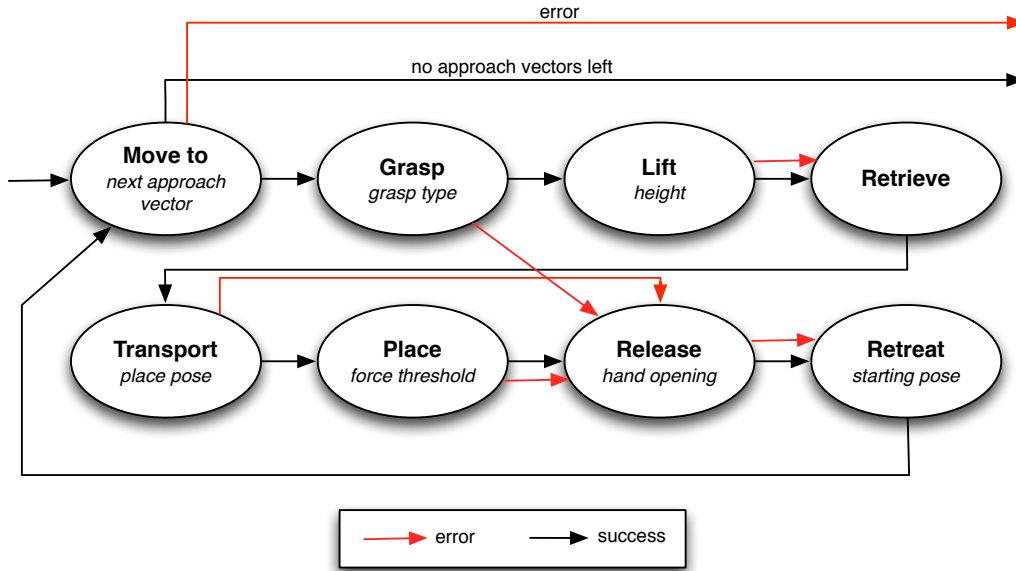 error
no approach vectors left
Move to
next approach
vector
Grasp
grasp type
Lift
height
Retrieve
Transport
place pose
Place
force threshold
Release
hand opening
Retreat
starting pose
error
success